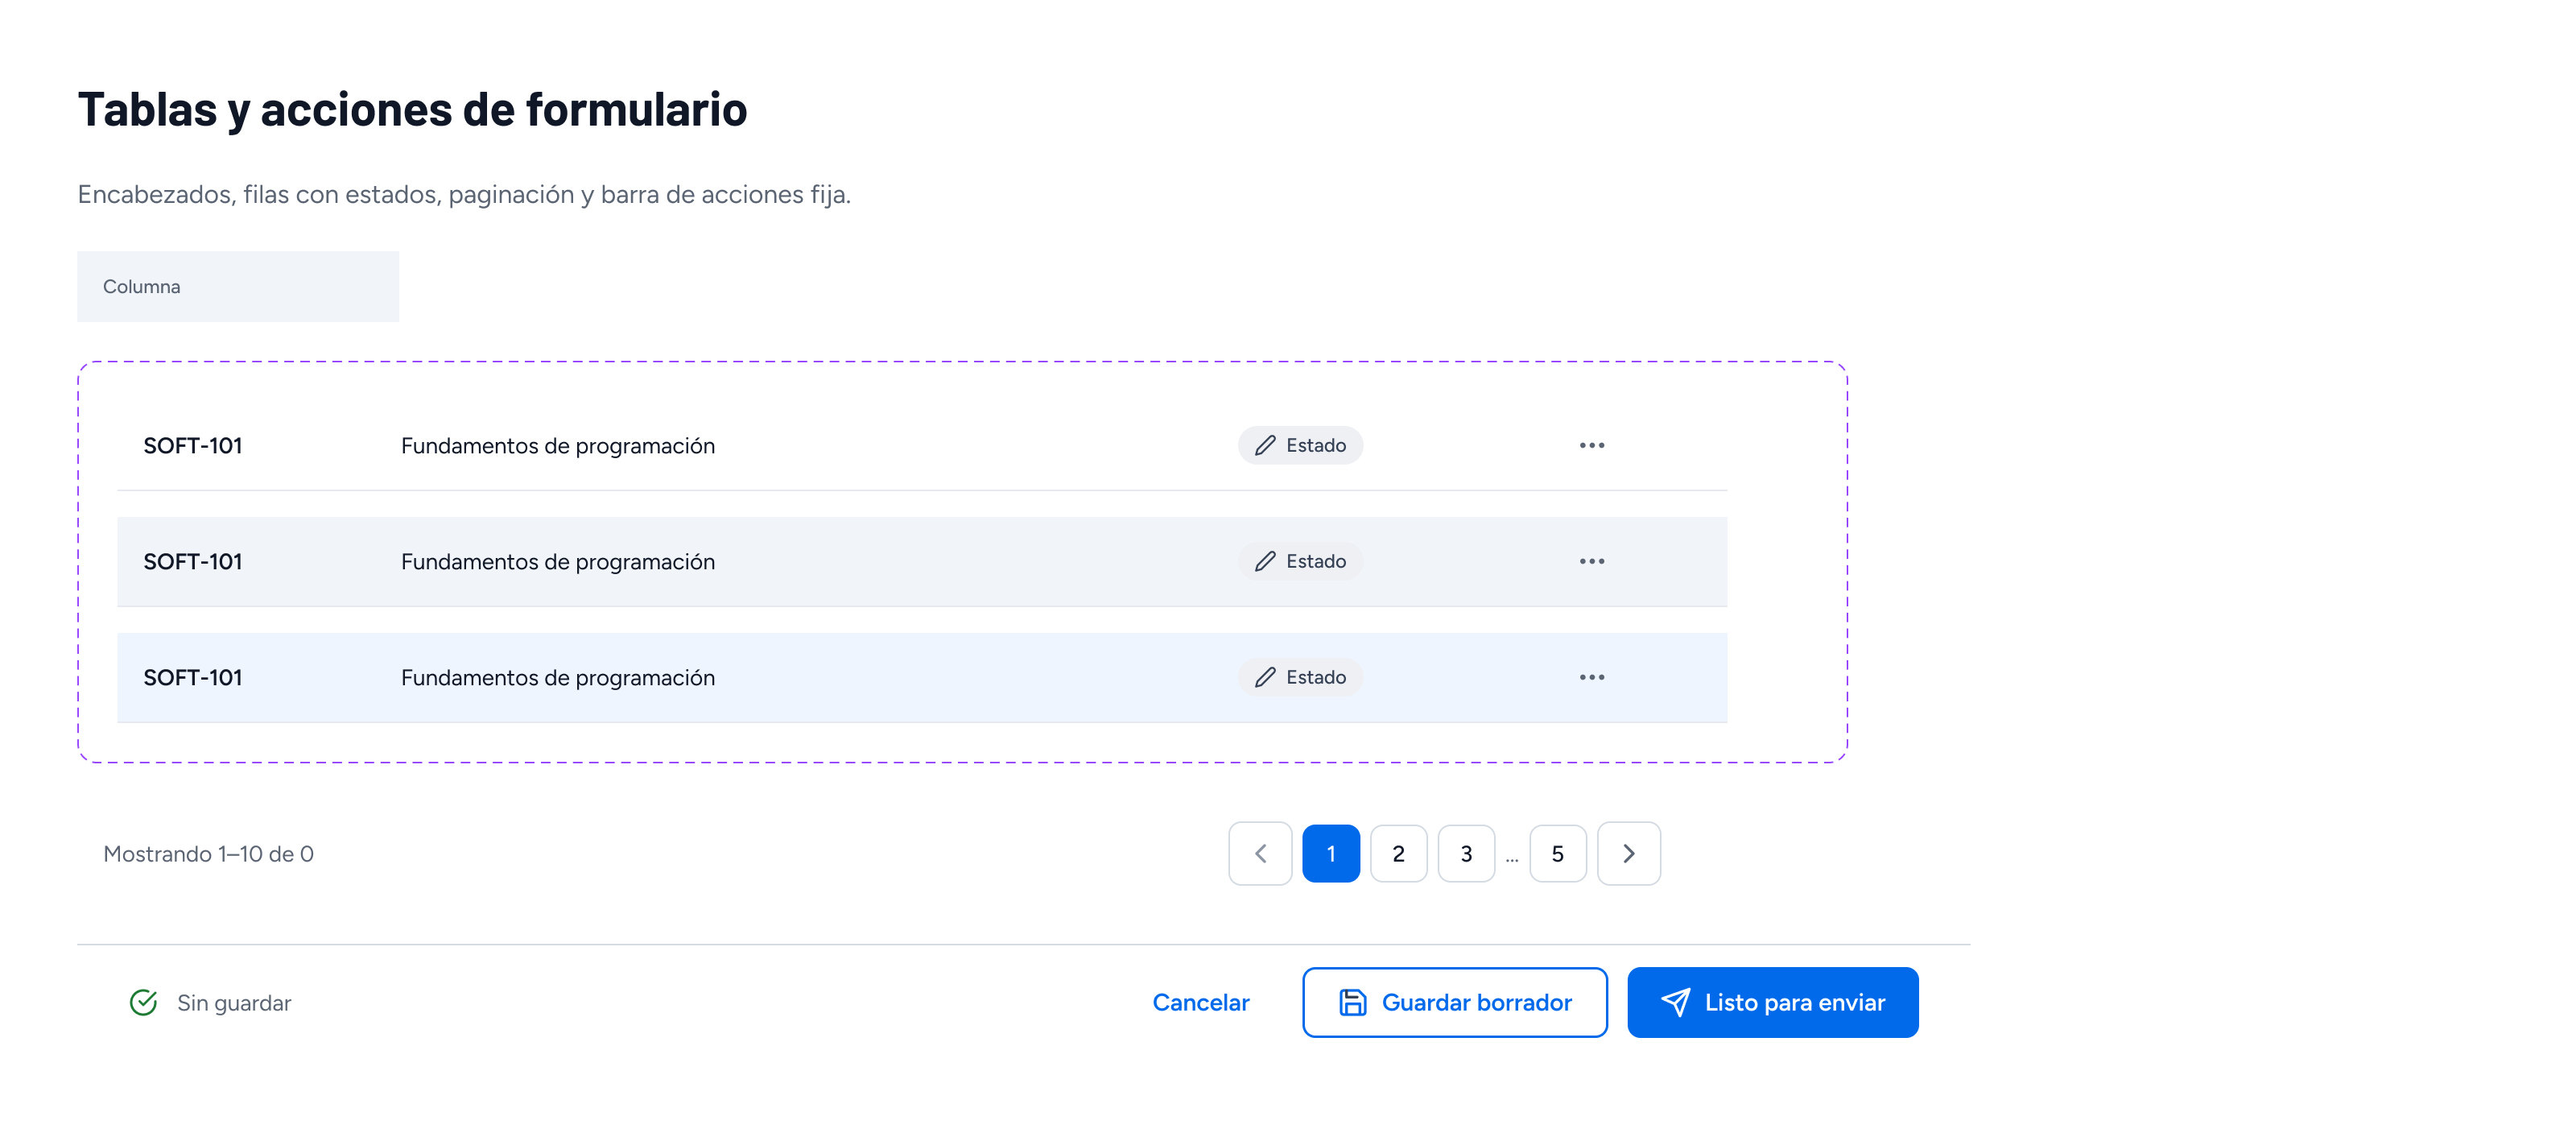 Tablas y acciones de formulario
Encabezados, filas con estados, paginación y barra de acciones fija.
Columna
SOFT-101 Fundamentos de programación Estado
SOFT-101 Fundamentos de programación Estado
SOFT-101 Fundamentos de programación Estado
Mostrando 1–10 de 0 1 2 3 ... 5
Sin guardar Cancelar Guardar borrador Listo para enviar